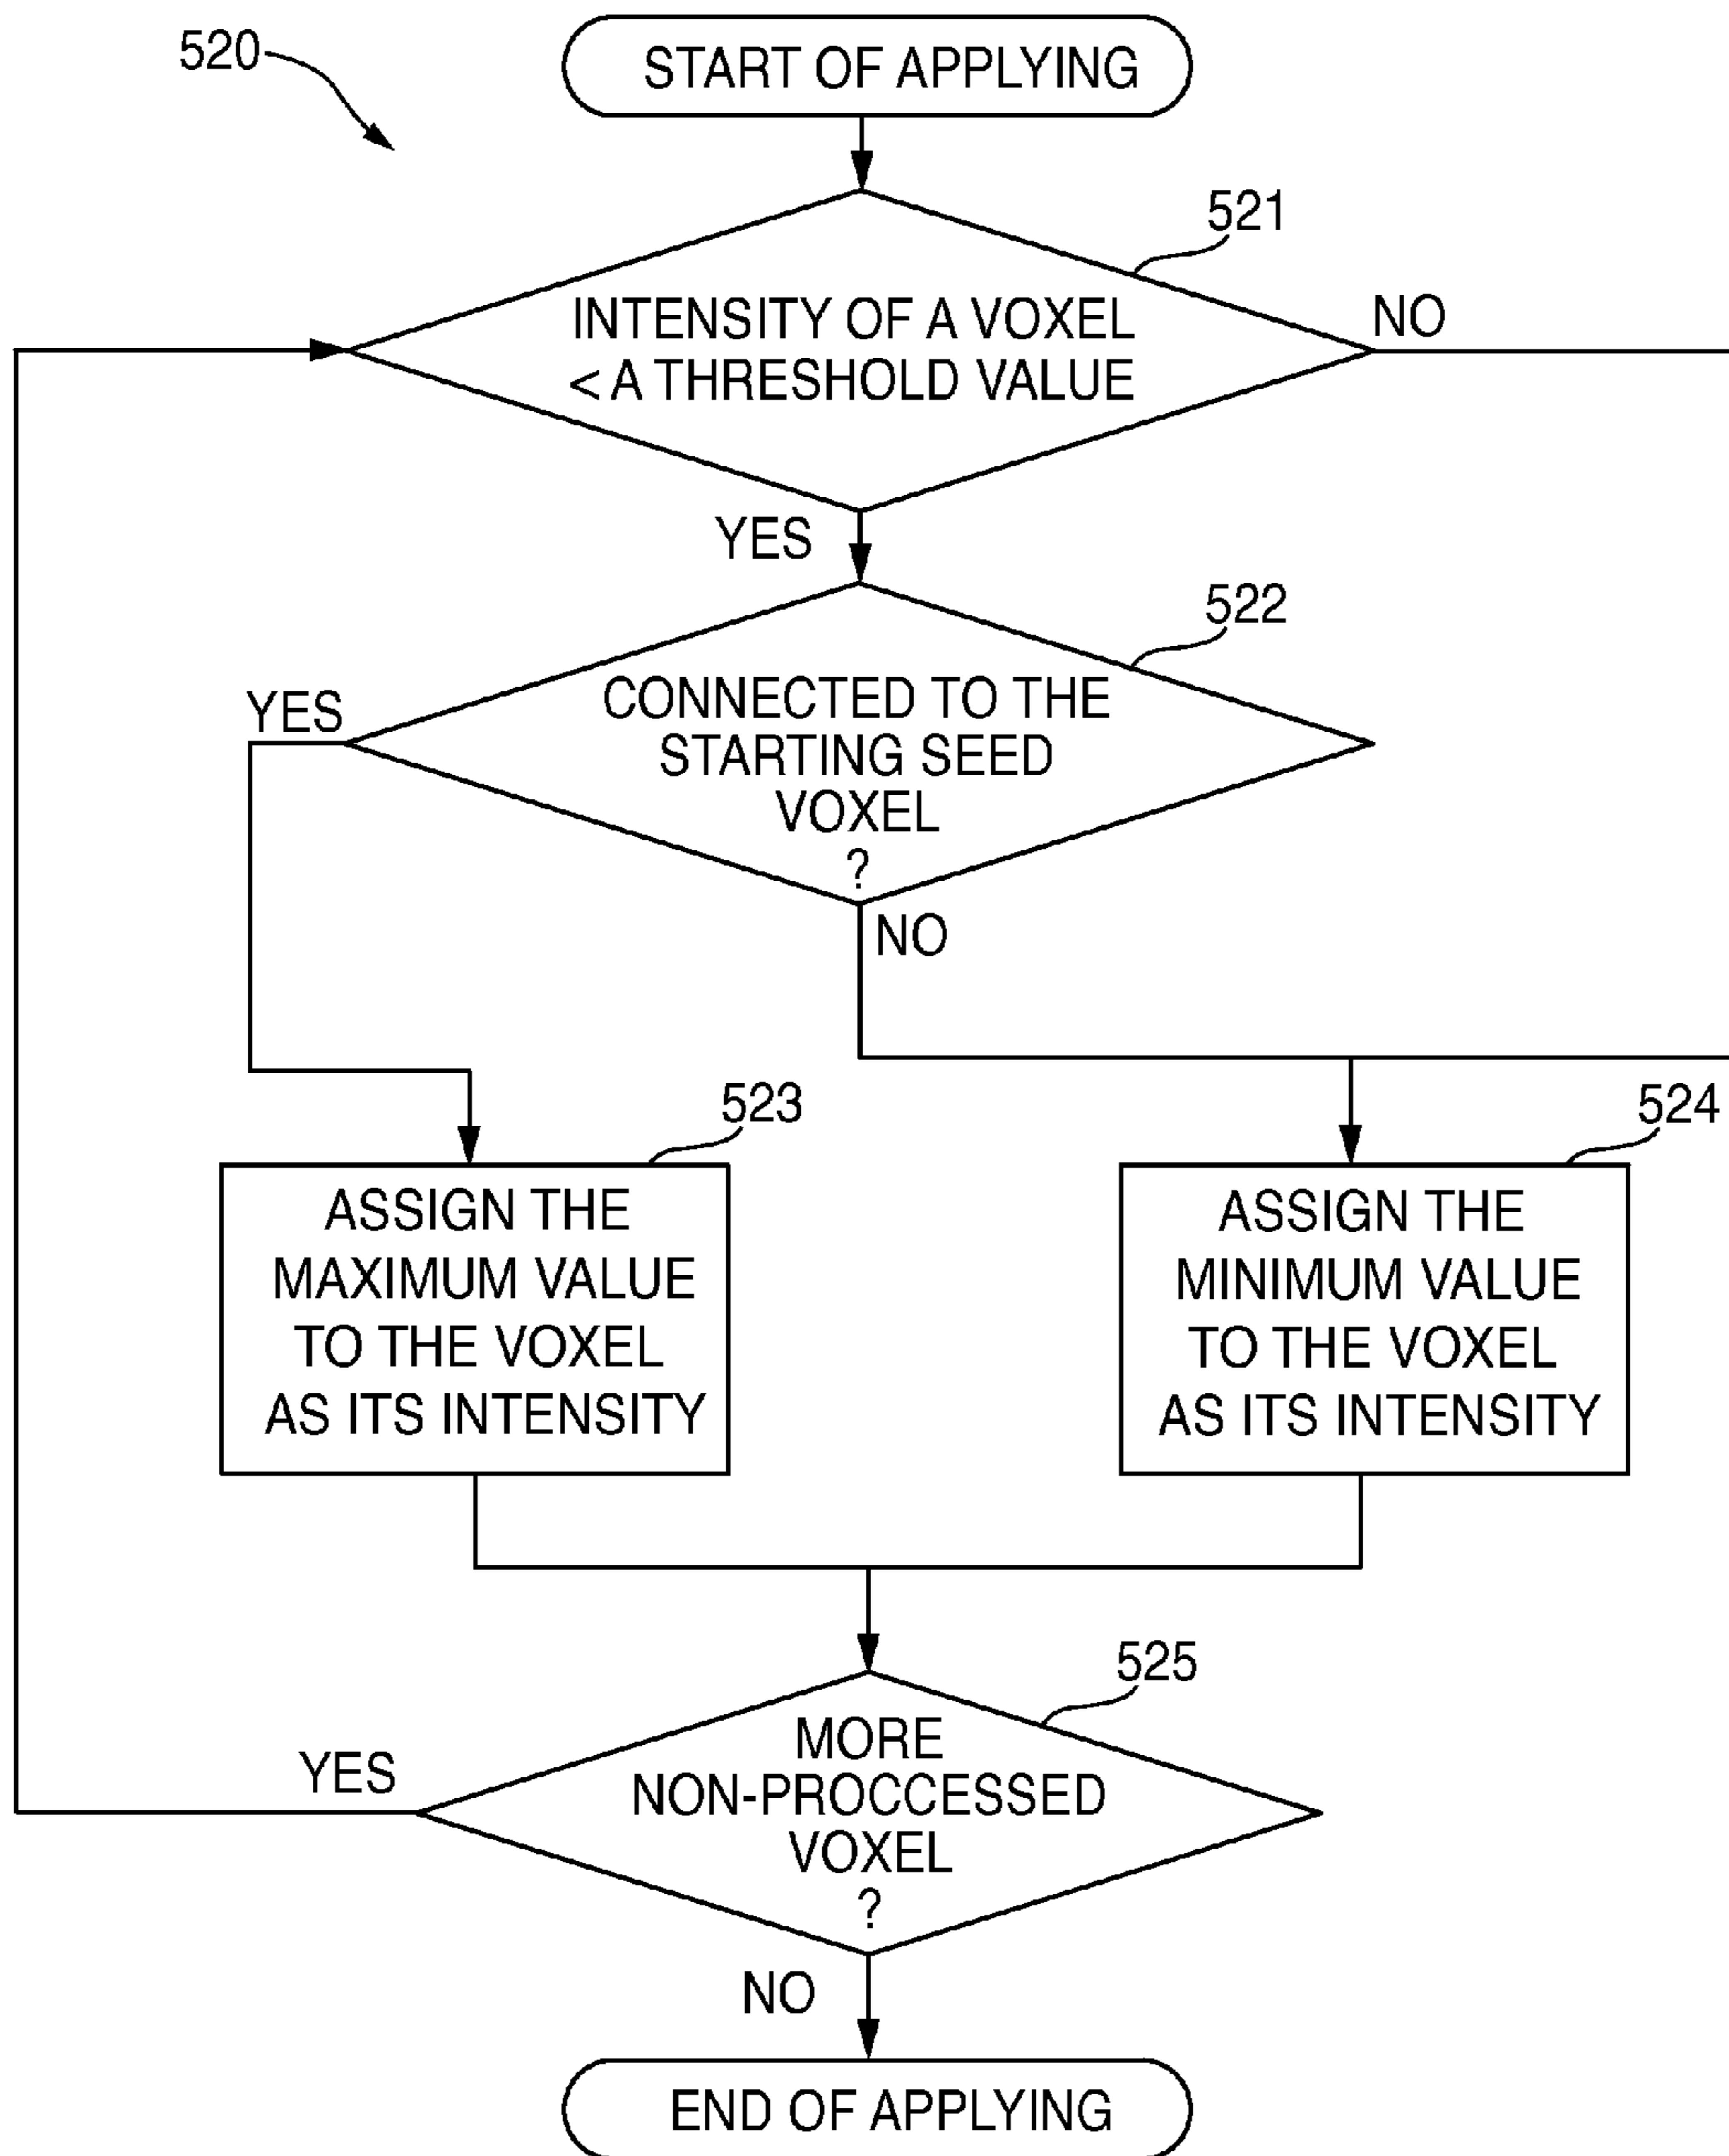 520
START OF APPLYING
521
INTENSITY OF A VOXEL
< A THRESHOLD VALUE
NO
YES
522
CONNECTED TO THE
STARTING SEED
VOXEL
?
YES
NO
523
ASSIGN THE
MAXIMUM VALUE
TO THE VOXEL
AS ITS INTENSITY
524
ASSIGN THE
MINIMUM VALUE
TO THE VOXEL
AS ITS INTENSITY
525
MORE
NON-PROCCESSED
VOXEL
?
YES
NO
END OF APPLYING